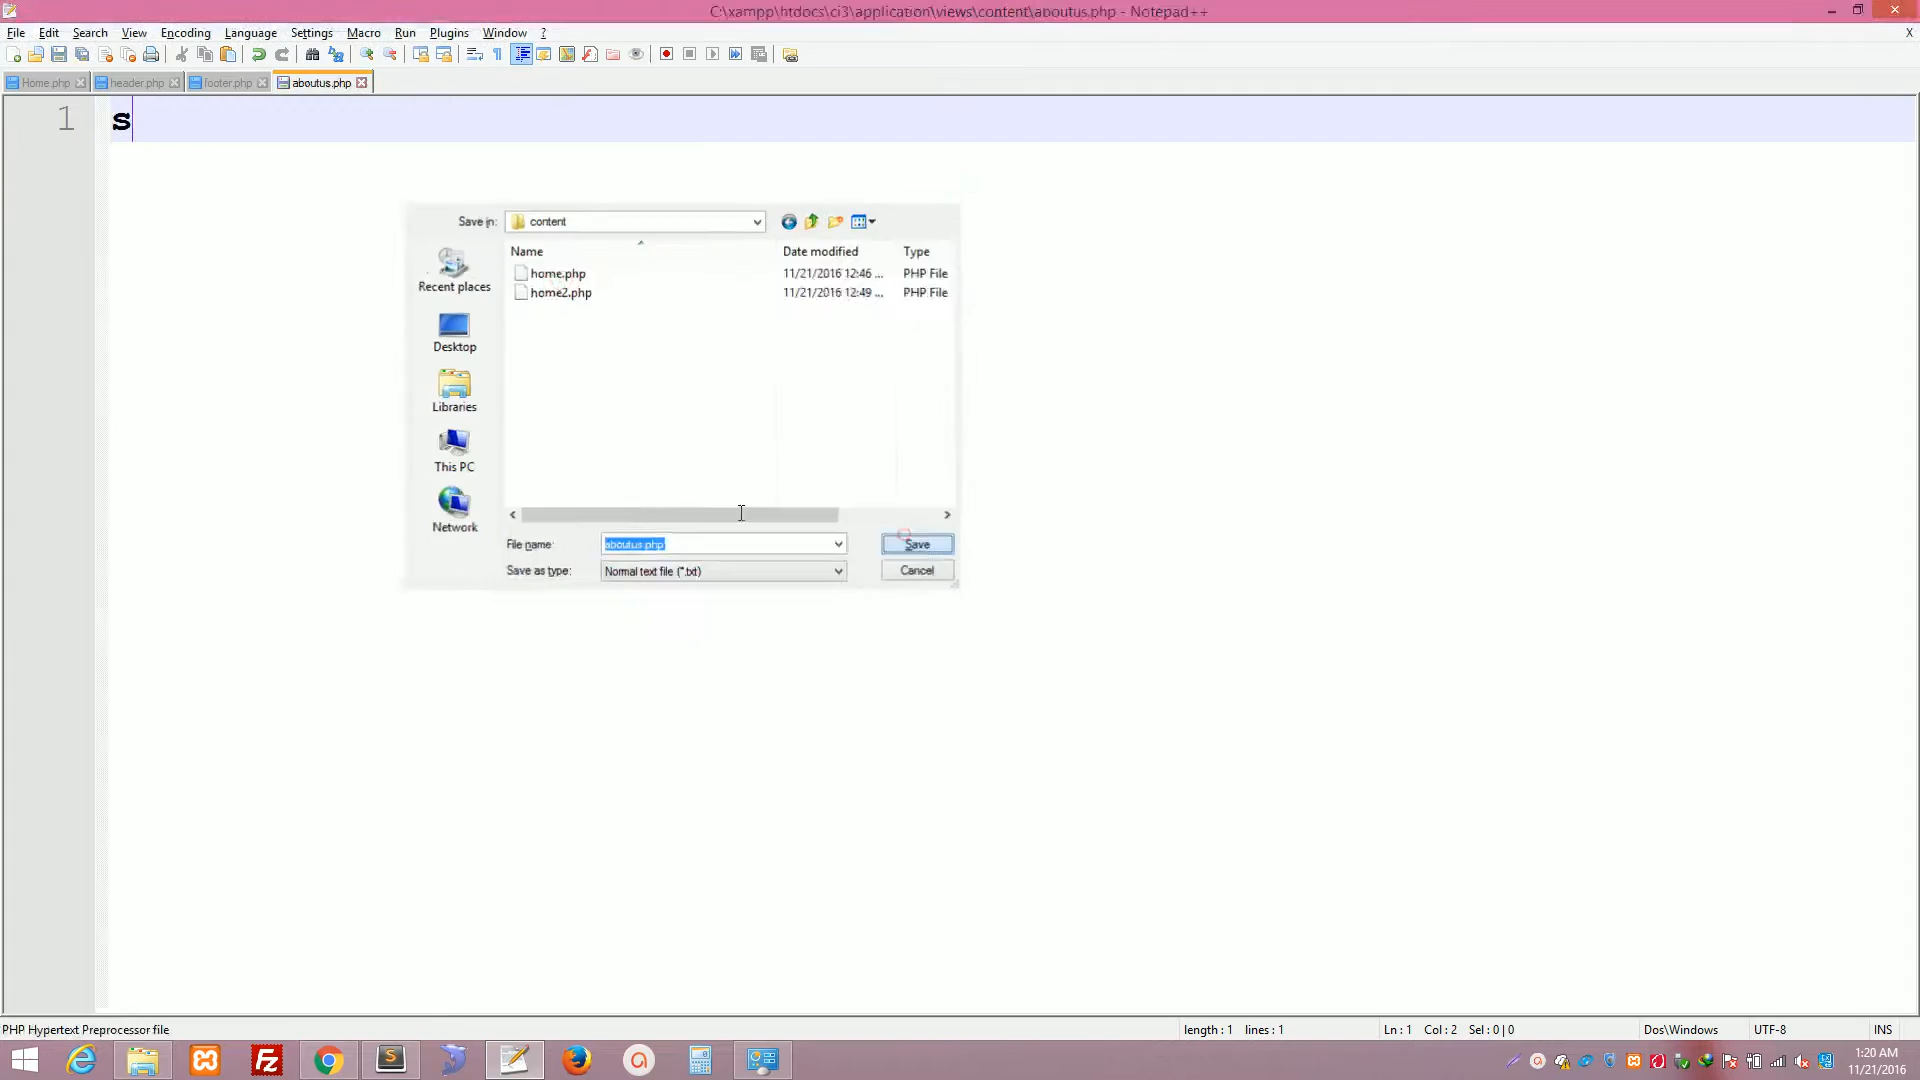 C:\xampp\htdocs\ci3\application\views\content\aboutus.php - Notepad++
File Edit Search View Encoding Language Settings Macro Run Plugins Window ? X
Home.php header.php footer.php aboutus.php
1 s
Save in: content
Name Date modified Type
home.php 11/21/2016 12:46 ... PHP File
home2.php 11/21/2016 12:49 ... PHP File
Recent places
Desktop
Libraries
This PC
Network
File name: aboutus.php Save
Save as type: Normal text file (*.txt) Cancel
PHP Hypertext Preprocessor file length : 1 lines : 1 Ln : 1 Col : 2 Sel : 0 | 0 Dos\Windows UTF-8 INS
1:20 AM
11/21/2016